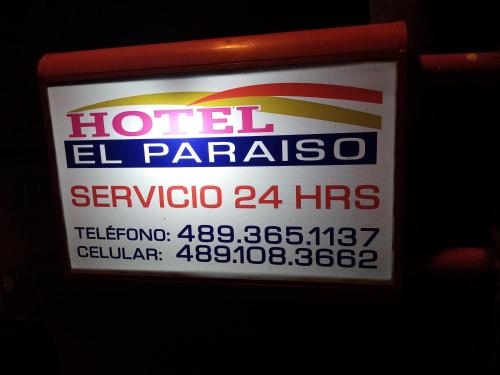 HOTEL
EL PARAISO
SERVICIO 24 HRS
TELÉFONO: 489.365.1137
CELULAR: 489.108.3662